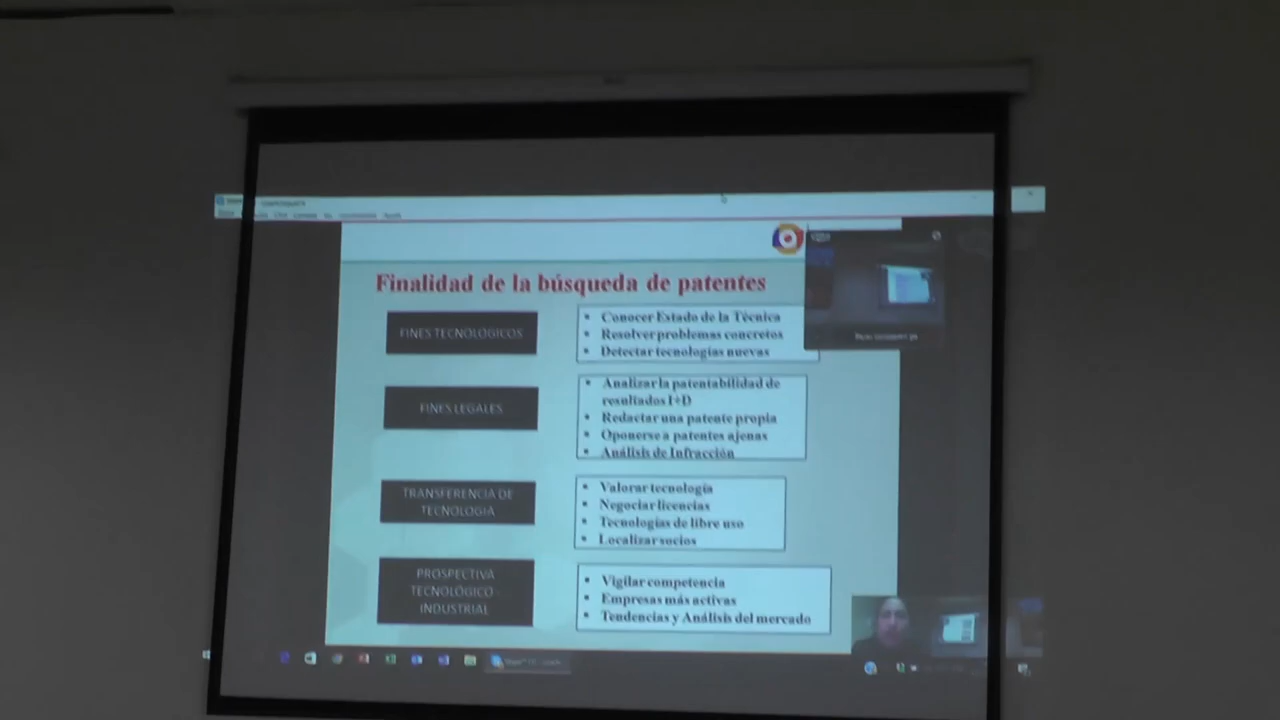 Finalidad de la búsqueda de patentes
FINES TECNOLÓGICOS
• Conocer Estado de la Técnica
• Resolver problemas concretos
• Detectar tecnologías nuevas
FINES LEGALES
• Analizar la patentabilidad de
resultados I+D
• Redactar una patente propia
• Oponerse a patentes ajenas
• Análisis de Infracción
TRANSFERENCIA DE
TECNOLOGÍA
• Valorar tecnología
• Negociar licencias
• Tecnologías de libre uso
• Localizar socios
PROSPECTIVA
TECNOLÓGICO -
INDUSTRIAL
• Vigilar competencia
• Empresas más activas
• Tendencias y Análisis del mercado